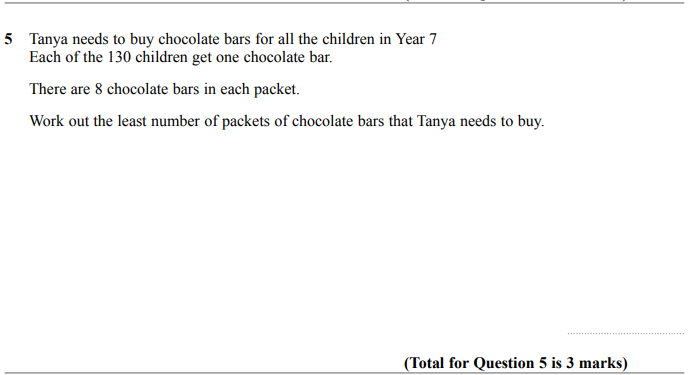 5 Tanya needs to buy chocolate bars for all the children in Year 7
Each of the 130 children get one chocolate bar.
There are 8 chocolate bars in each packet.
Work out the least number of packets of chocolate bars that Tanya needs to buy.
(Total for Question 5 is 3 marks)